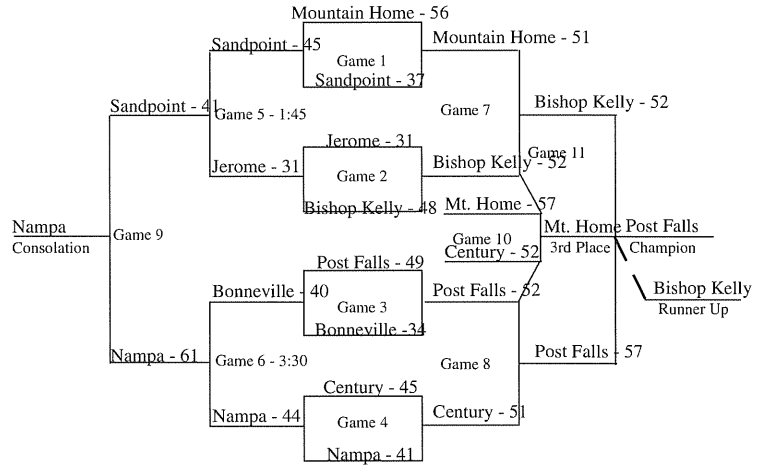 Mountain Home - 56
Sandpoint - 45
Mountain Home - 51
Game 1
Sandpoint - 37
Sandpoint - 41
Game 5 - 1:45
Game 7
Bishop Kelly - 52
Jerome - 31
Game 11
Jerome - 31
Game 2
Bishop Kelly - 52
Bishop Kelly - 48
Mt. Home - 57
Nampa
Consolation
Game 9
Game 10
Mt. Home
3rd Place
Post Falls
Champion
Century - 52
Post Falls - 49
Bonneville - 40
Game 3
Post Falls - 52
Bishop Kelly
Runner Up
Bonneville -34
Nampa - 61
Game 6 - 3:30
Game 8
Post Falls - 57
Century - 45
Nampa - 44
Game 4
Century - 51
Nampa - 41